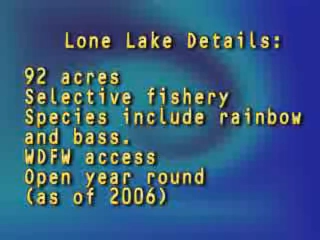 Lone Lake Details:
92 acres
Selective fishery
Species include rainbow
and bass.
WDFW access
Open year round
(as of 2006)